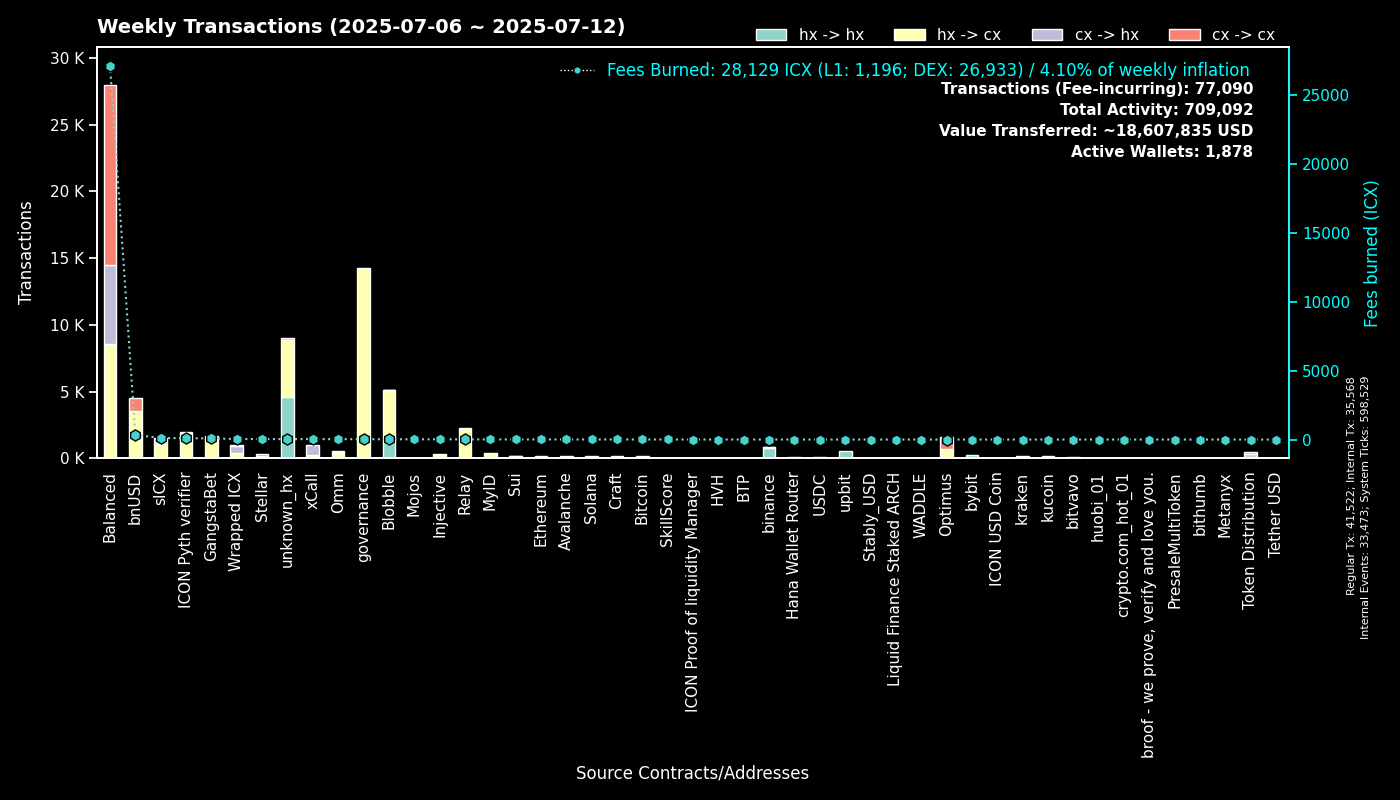 Weekly Transactions (2025-07-06 ~ 2025-07-12)
hx -> hx
hx -> cx
cx -> hx
cx -> cx
Fees Burned: 28,129 ICX (L1: 1,196; DEX: 26,933) / 4.10% of weekly inflation
Transactions (Fee-incurring): 77,090
Total Activity: 709,092
Value Transferred: ~18,607,835 USD
Active Wallets: 1,878
Transactions
30 K
25 K
20 K
15 K
10 K
5 K
0 K
25000
20000
15000
10000
5000
0
Fees burned (ICX)
Regular Tx: 41,522; Internal Tx: 35,568
Internal Events: 33,473; System Ticks: 598,529
Balanced
bnUSD
sICX
ICON Pyth verifier
GangstaBet
Wrapped ICX
Stellar
unknown_hx
xCall
Omm
governance
Blobble
Mojos
Injective
Relay
MyID
Sui
Ethereum
Avalanche
Solana
Craft
Bitcoin
SkillScore
ICON Proof of liquidity Manager
HVH
BTP
binance
Hana Wallet Router
USDC
upbit
Stably_USD
Liquid Finance Staked ARCH
WADDLE
Optimus
bybit
ICON USD Coin
kraken
kucoin
bitvavo
huobi_01
crypto.com_hot_01
broof - we prove, verify and love you.
PresaleMultiToken
bithumb
Metanyx
Token Distribution
Tether USD
Source Contracts/Addresses